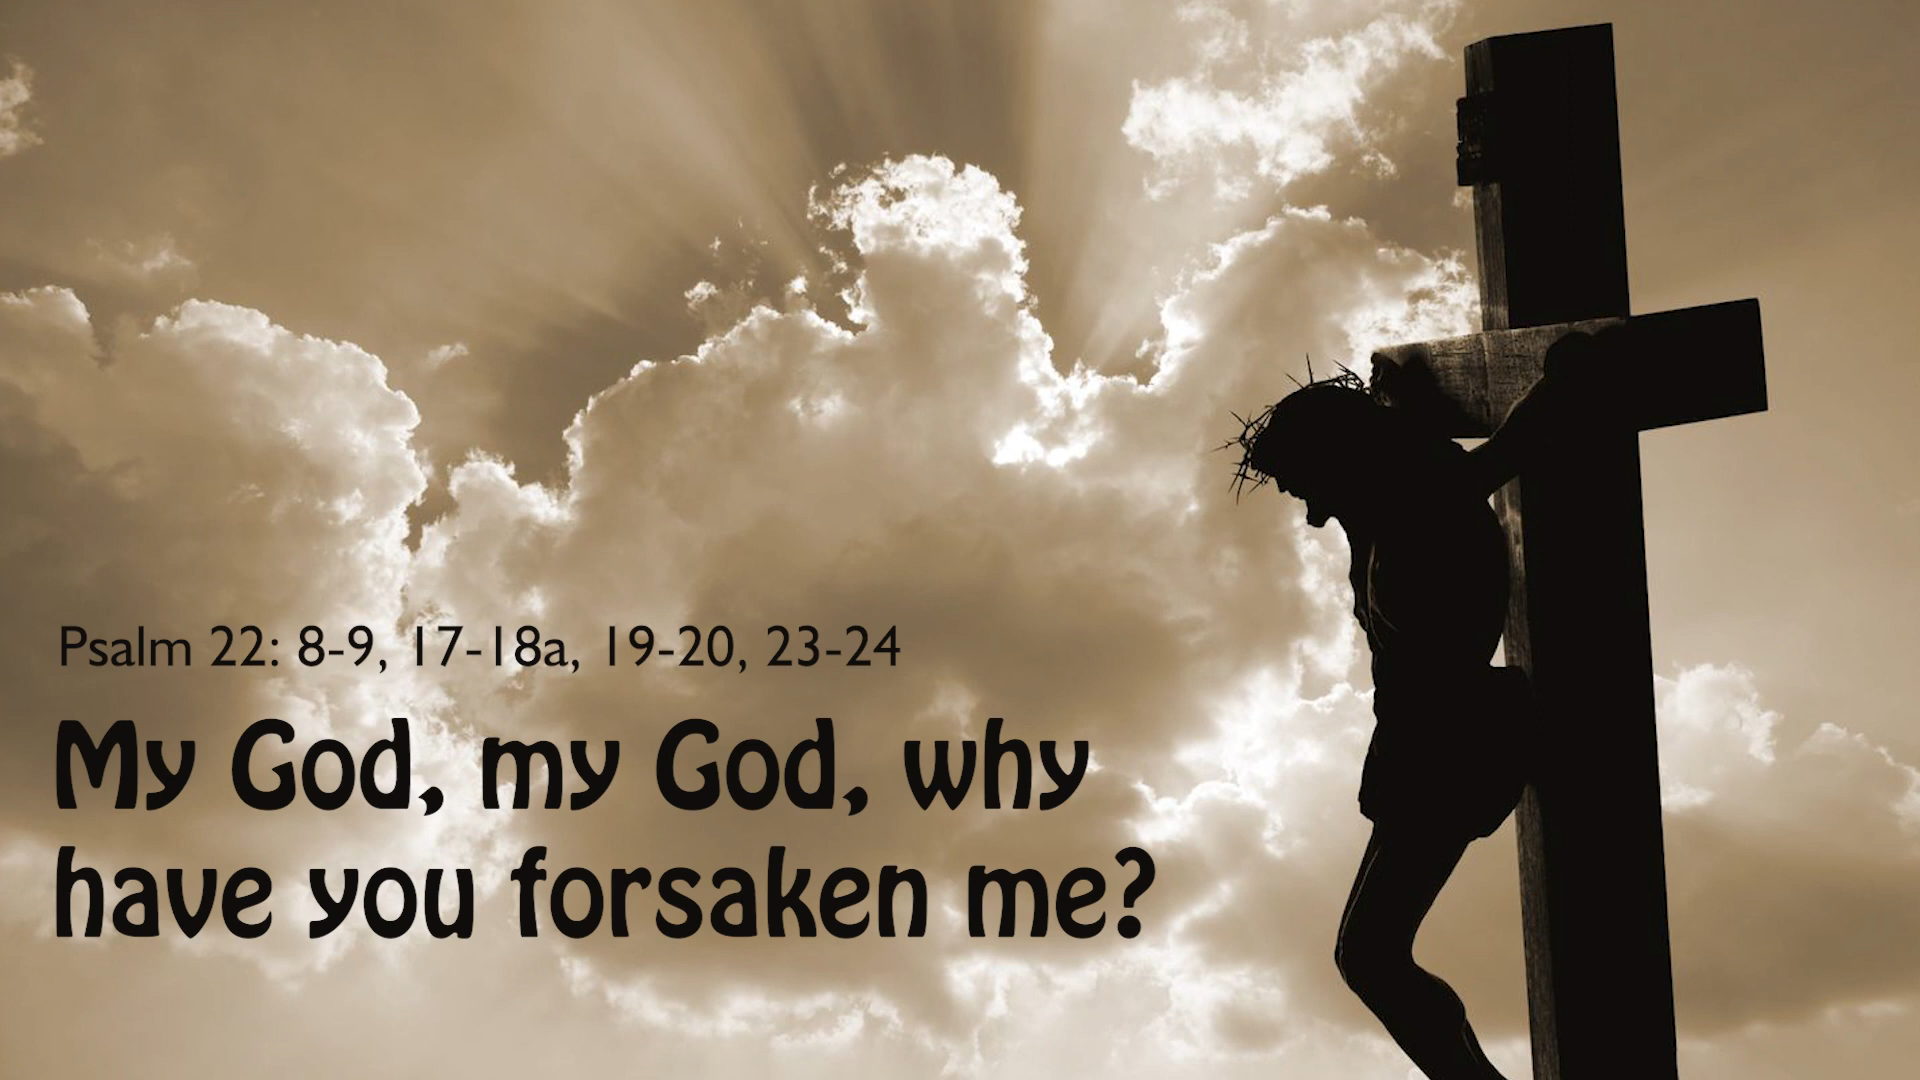 Psalm 22: 8-9, 17-18a, 19-20, 23-24
My God, my God, why
have you forsaken me?